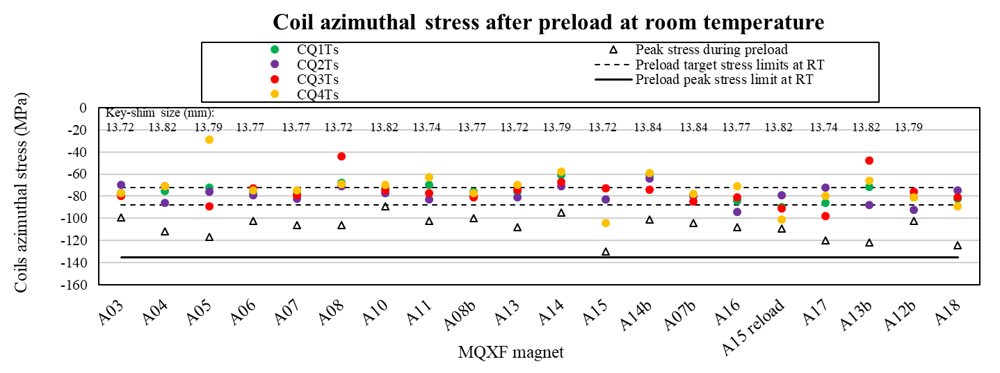 Coil azimuthal stress after preload at room temperature
CQ1Ts
CQ2Ts
CQ3Ts
CQ4Ts
Peak stress during preload
Preload target stress limits at RT
Preload peak stress limit at RT
Coils azimuthal stress (MPa)
0
-20
-40
-60
-80
-100
-120
-140
-160
Key-shim size (mm):
13.72 13.82 13.79 13.77 13.77 13.72 13.82 13.74 13.77 13.72 13.79 13.72 13.84 13.84 13.77 13.82 13.74 13.82 13.79
A03 A04 A05 A06 A07 A08 A10 A11 A08b A13 A14 A15 A14b A07b A16 A15 reload A17 A13b A12b A18
MQXF magnet